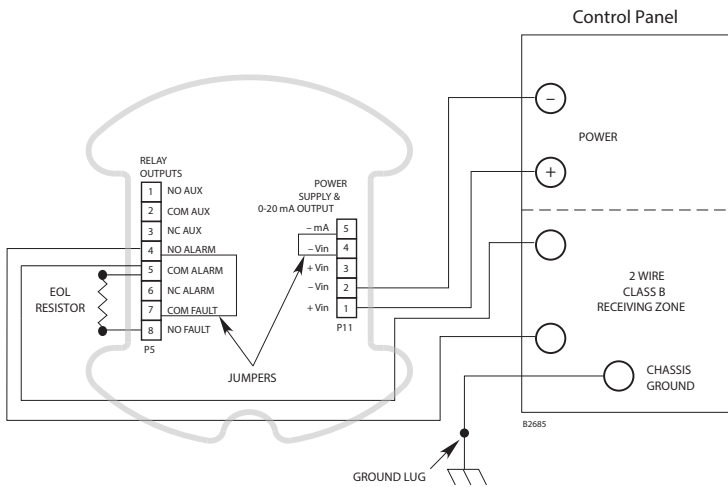 Control Panel
−
POWER
+
2 WIRE
CLASS B
RECEIVING ZONE
CHASSIS
GROUND
B2685
RELAY
OUTPUTS
1 NO AUX
2 COM AUX
3 NC AUX
4 NO ALARM
5 COM ALARM
6 NC ALARM
7 COM FAULT
8 NO FAULT
P5
EOL
RESISTOR
POWER
SUPPLY &
0-20 mA OUTPUT
– mA 5
– Vin 4
+ Vin 3
– Vin 2
+ Vin 1
P11
JUMPERS
GROUND LUG